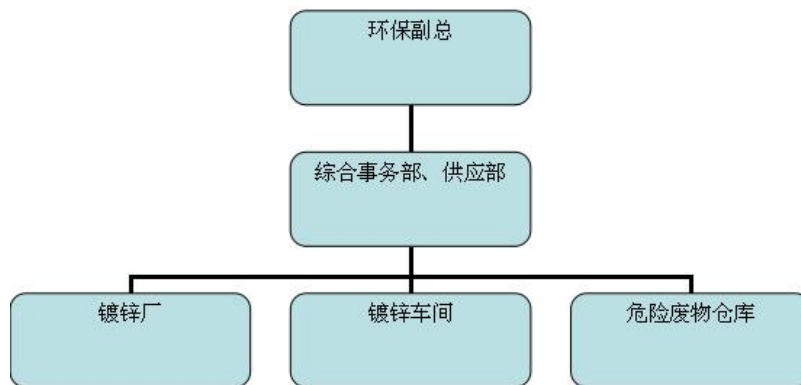 环保副总
综合事务部、供应部
镀锌厂
镀锌车间
危险废物仓库